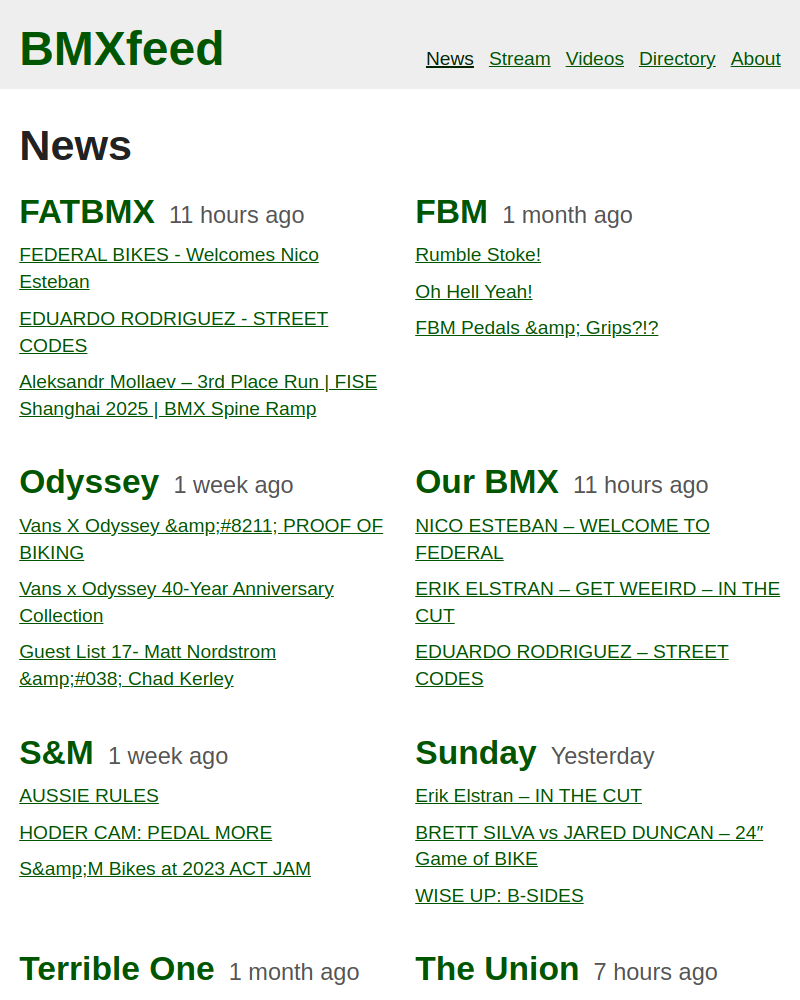 BMXfeed
News Stream Videos Directory About
News
FATBMX 11 hours ago
FEDERAL BIKES - Welcomes Nico
Esteban
EDUARDO RODRIGUEZ - STREET
CODES
Aleksandr Mollaev – 3rd Place Run | FISE
Shanghai 2025 | BMX Spine Ramp
FBM 1 month ago
Rumble Stoke!
Oh Hell Yeah!
FBM Pedals &amp; Grips?!?
Odyssey 1 week ago
Vans X Odyssey &amp;#8211; PROOF OF
BIKING
Vans x Odyssey 40-Year Anniversary
Collection
Guest List 17- Matt Nordstrom
&amp;#038; Chad Kerley
Our BMX 11 hours ago
NICO ESTEBAN – WELCOME TO
FEDERAL
ERIK ELSTRAN – GET WEEIRD – IN THE
CUT
EDUARDO RODRIGUEZ – STREET
CODES
S&M 1 week ago
AUSSIE RULES
HODER CAM: PEDAL MORE
S&amp;M Bikes at 2023 ACT JAM
Sunday Yesterday
Erik Elstran – IN THE CUT
BRETT SILVA vs JARED DUNCAN – 24″
Game of BIKE
WISE UP: B-SIDES
Terrible One 1 month ago
The Union 7 hours ago